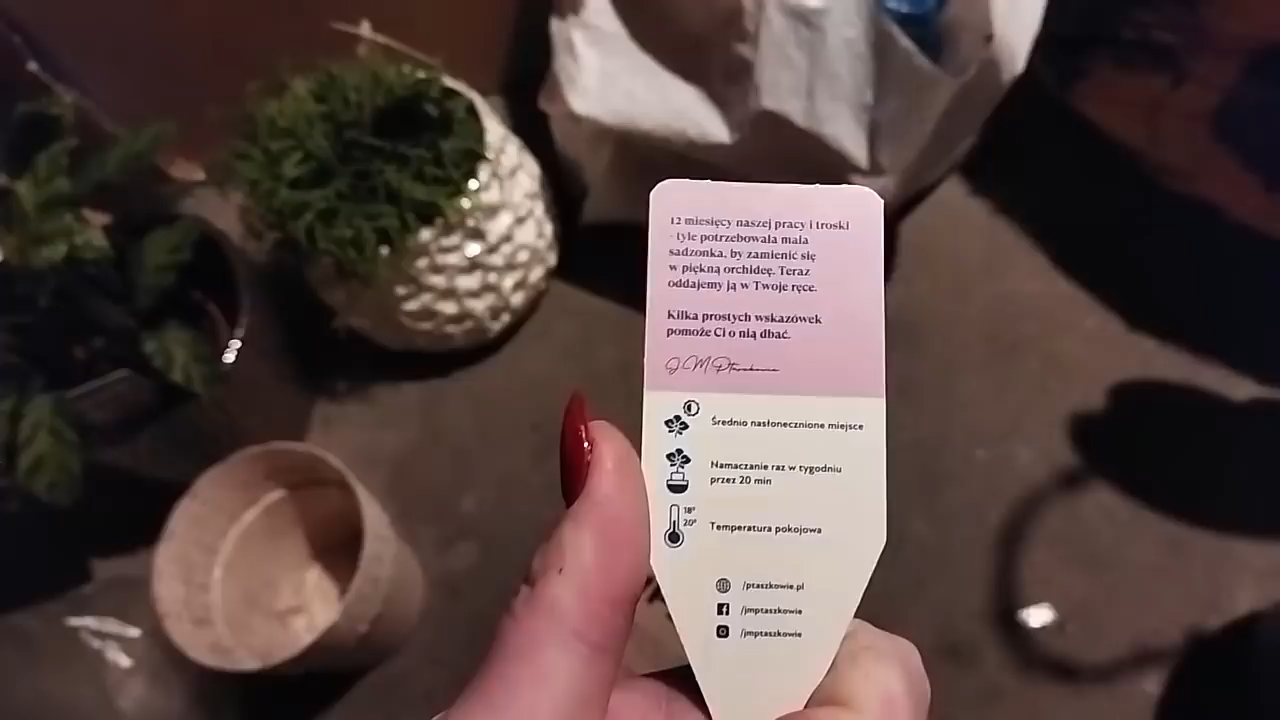 12 miesięcy naszej pracy i troski
- tyle potrzebowała mała
sadzonka, by zamienić się
w piękną orchideę. Teraz
oddajemy ją w Twoje ręce.
Kilka prostych wskazówek
pomoże Ci o nią dbać.
J.M.Ptaszkowie
Średnio nasłonecznione miejsce
Namaczanie raz w tygodniu
przez 20 min
18°
20°
Temperatura pokojowa
/ptaszkowie.pl
/jmptaszkowie
/jmptaszkowie